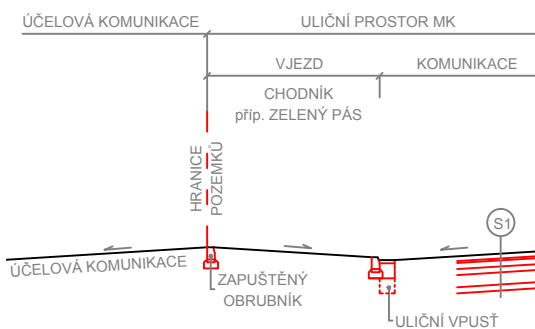 ÚČELOVÁ KOMUNIKACE
ULIČNÍ PROSTOR MK
VJEZD
KOMUNIKACE
CHODNÍK
příp. ZELENÝ PÁS
HRANICE
POZEMKŮ
S1
ÚČELOVÁ KOMUNIKACE
ZAPUŠTĚNÝ
OBRUBNÍK
ULIČNÍ VPUSŤ